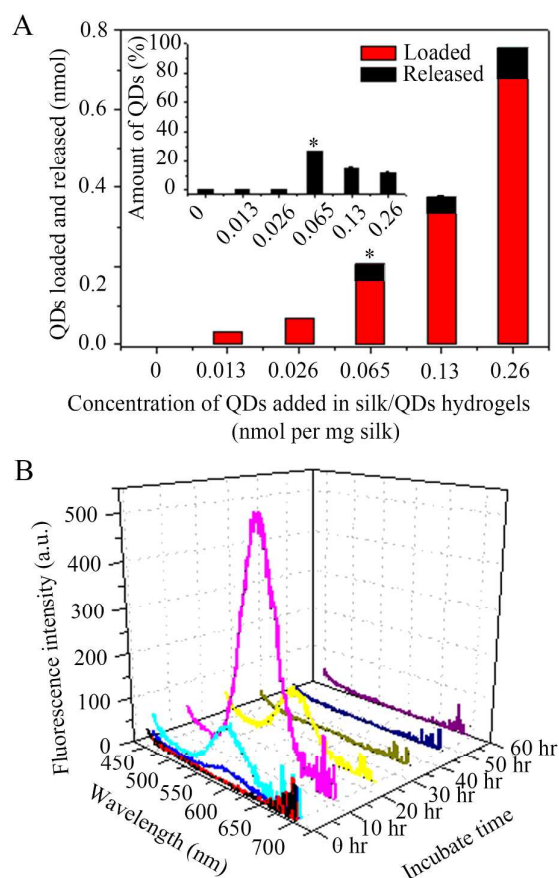 A
QDs loaded and released (nmol)
0.8
0.6
0.4
0.2
0.0
Amount of QDs (%)
100
80
60
40
20
0
*
0 0.013 0.026 0.065 0.13 0.26
Loaded
Released
*
0 0.013 0.026 0.065 0.13 0.26
Concentration of QDs added in silk/QDs hydrogels
(nmol per mg silk)
B
Fluorescence intensity (a.u.)
500
400
300
200
100
0
450
500
550
600
650
700
Wavelength (nm)
0 hr
10 hr
20 hr
30 hr
40 hr
50 hr
60 hr
Incubate time